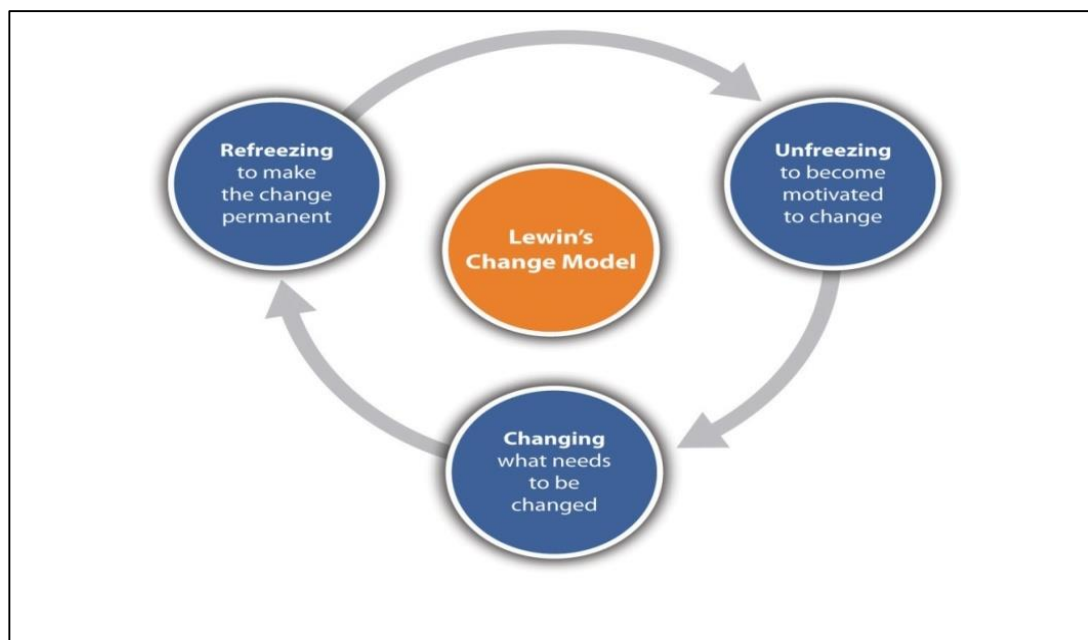 Refreezing
to make
the change
permanent
Unfreezing
to become
motivated
to change
Lewin’s
Change Model
Changing
what needs
to be
changed